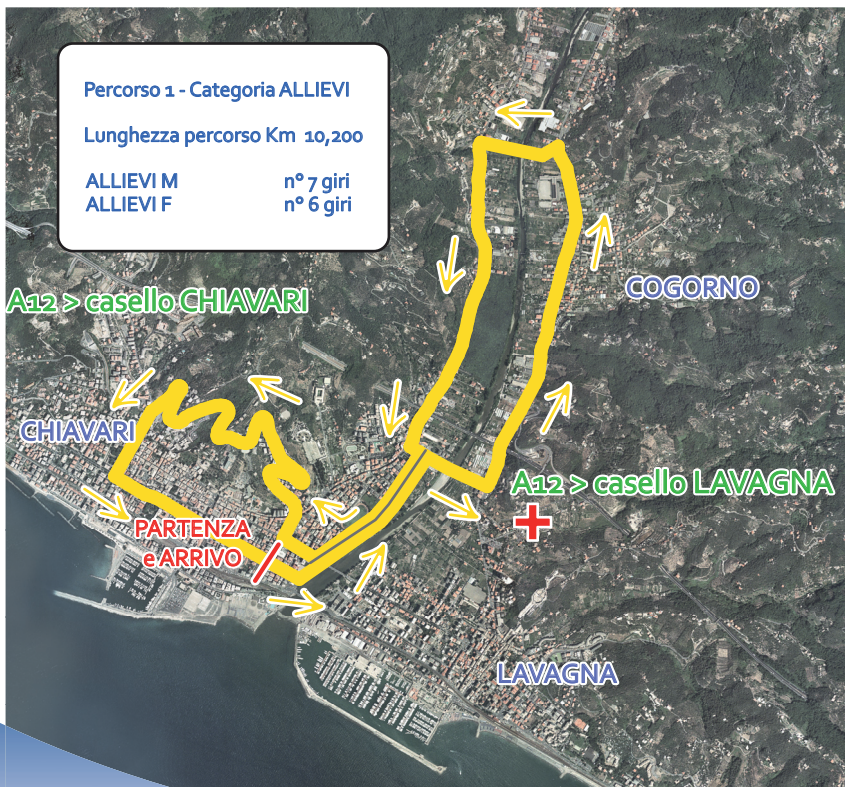 Percorso 1 - Categoria ALLIEVI
Lunghezza percorso Km 10,200
ALLIEVI M n° 7 giri
ALLIEVI F n° 6 giri
COGORNO
A12 > casello CHIAVARI
CHIAVARI
A12 > casello LAVAGNA
PARTENZA
e ARRIVO
LAVAGNA